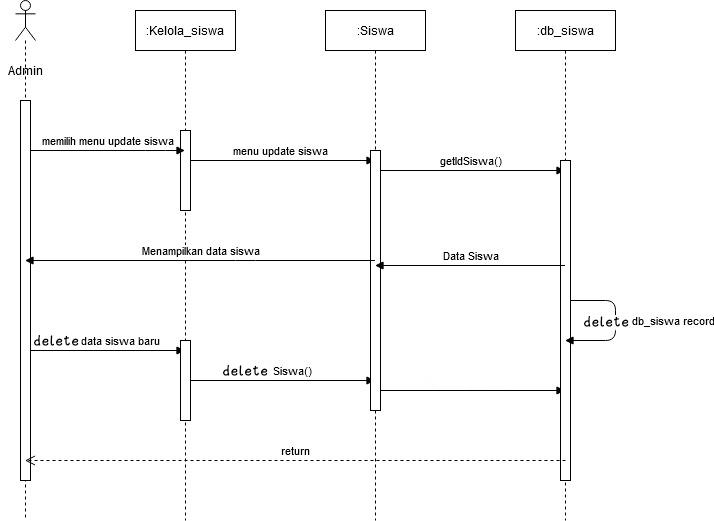 :Kelola_siswa
:Siswa
:db_siswa
Admin
memilih menu update siswa
menu update siswa
getIdSiswa()
Menampilkan data siswa
Data Siswa
delete db_siswa record
delete data siswa baru
delete Siswa()
return